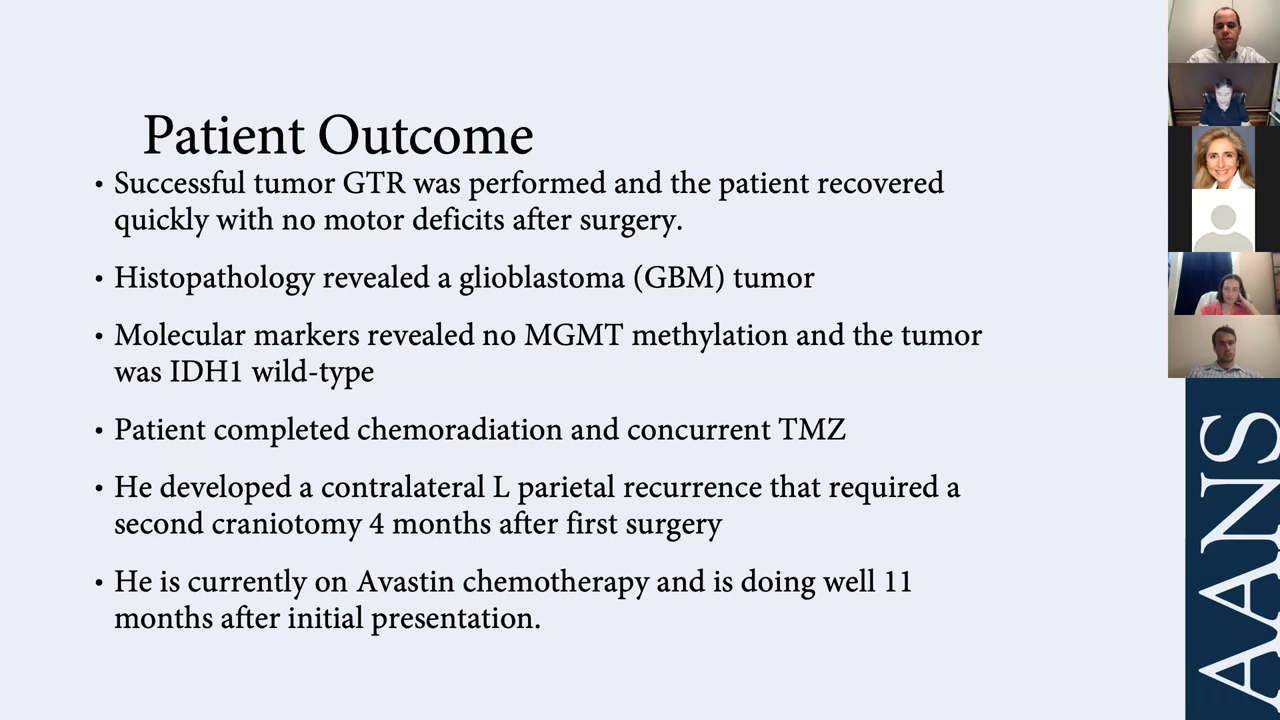 Patient Outcome
• Successful tumor GTR was performed and the patient recovered
quickly with no motor deficits after surgery.
• Histopathology revealed a glioblastoma (GBM) tumor
• Molecular markers revealed no MGMT methylation and the tumor
was IDH1 wild-type
• Patient completed chemoradiation and concurrent TMZ
• He developed a contralateral L parietal recurrence that required a
second craniotomy 4 months after first surgery
• He is currently on Avastin chemotherapy and is doing well 11
months after initial presentation.
AANS